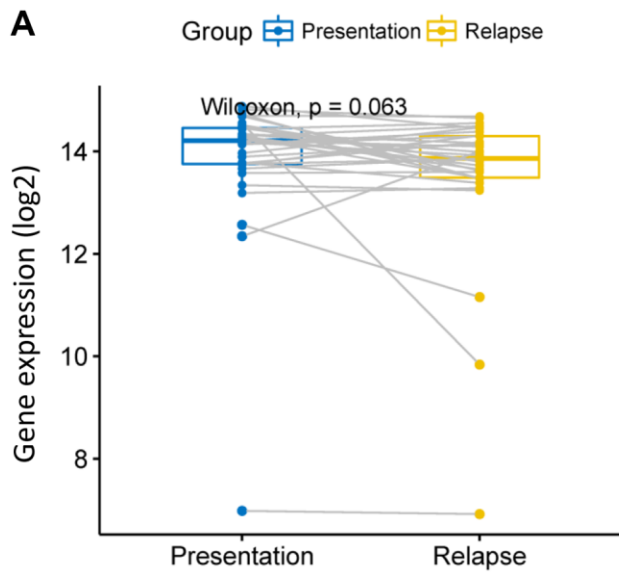 A
Group Presentation Relapse
Wilcoxon, p = 0.063
Gene expression (log2)
14
12
10
8
Presentation Relapse